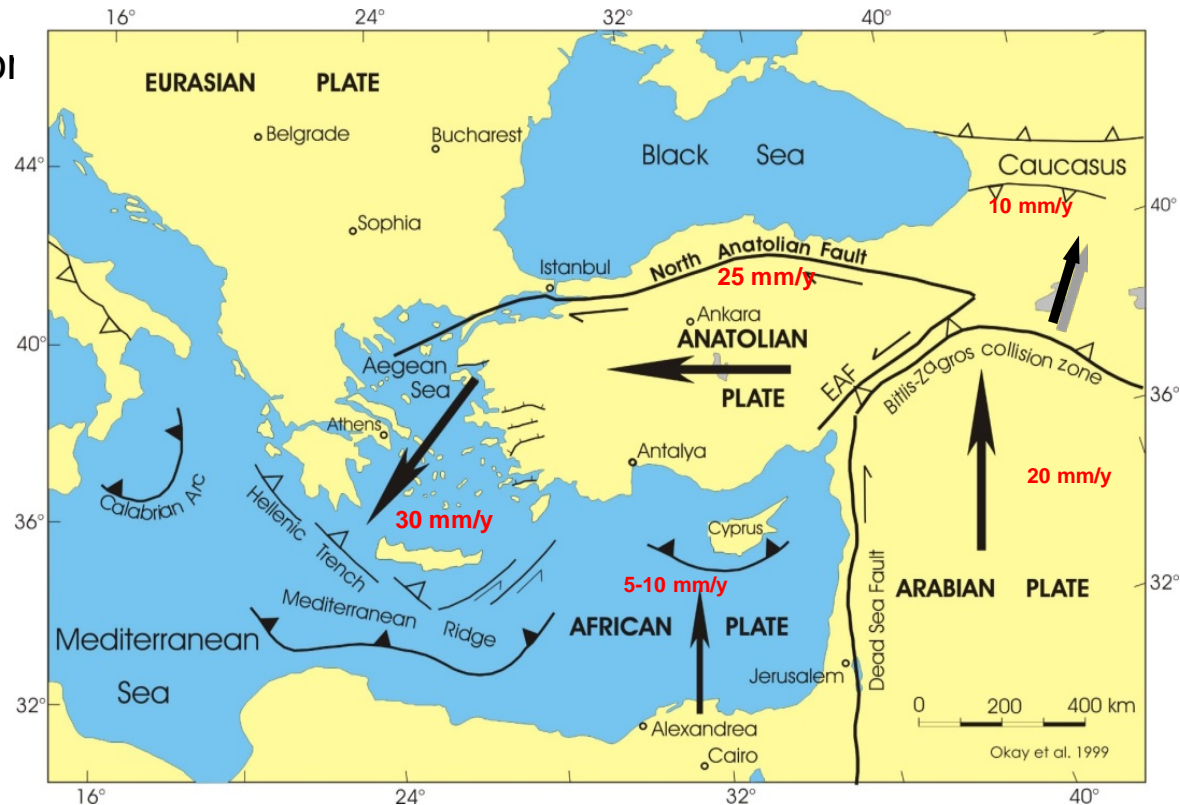 16° 24° 32° 40°
or
EURASIAN PLATE
Belgrade
Bucharest
Black Sea
44°
Caucasus
10 mm/y
40°
Sophia
Istanbul
North Anatolian Fault
25 mm/y
Ankara
ANATOLIAN
PLATE
40°
Aegean
Sea
EAF
Bitlis-Zagros collision zone
36°
Athens
Antalya
20 mm/y
Calabrian Arc
Hellenic
Trench
36°
30 mm/y
Cyprus
5-10 mm/y
Dead Sea Fault
ARABIAN PLATE
32°
Mediterranean Ridge
AFRICAN PLATE
Mediterranean
Sea
Jerusalem
32°
Alexandrea
Cairo
0 200 400 km
Okay et al. 1999
16° 24° 32° 40°